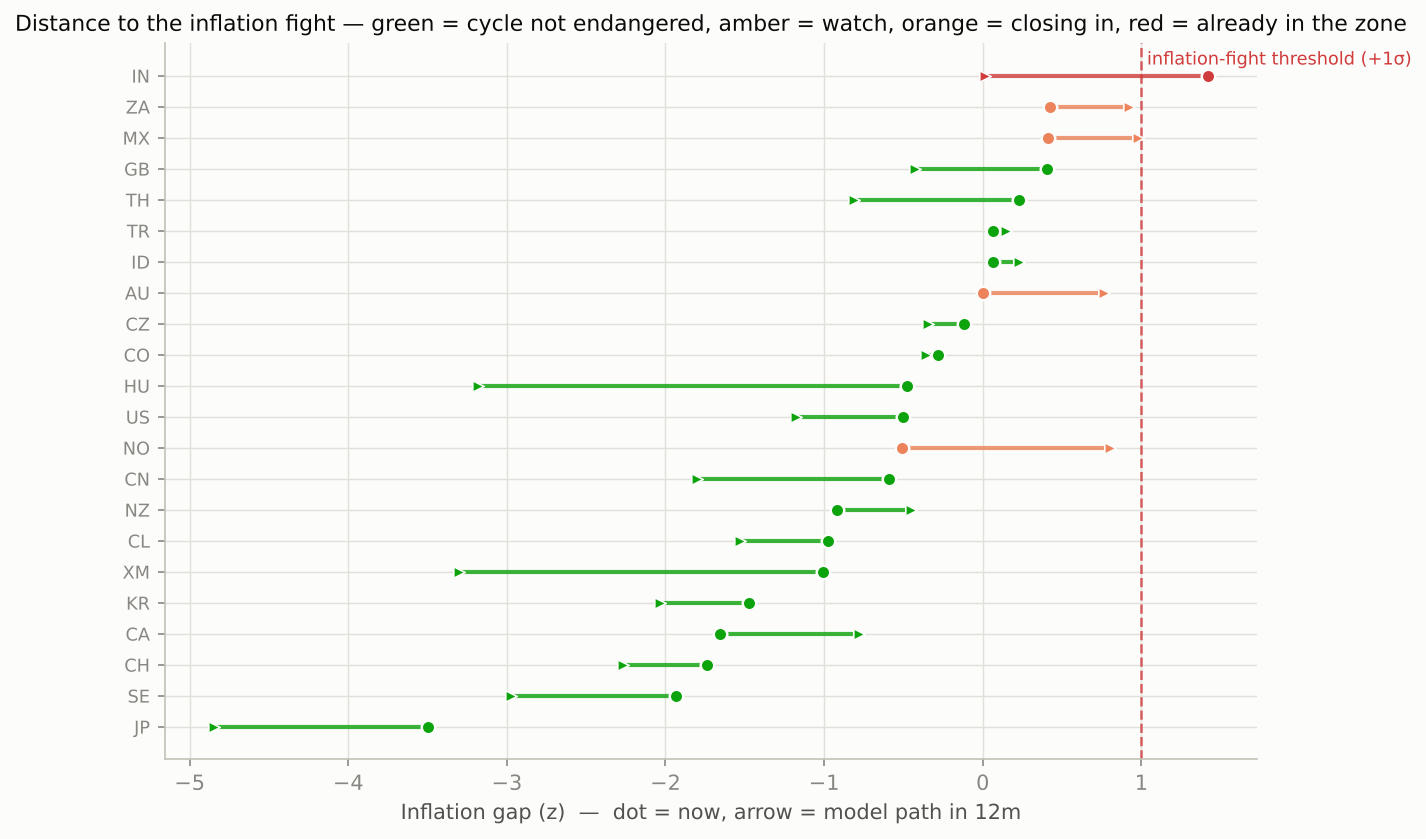 Distance to the inflation fight — green = cycle not endangered, amber = watch, orange = closing in, red = already in the zone
inflation-fight threshold (+1σ)
IN
ZA
MX
GB
TH
TR
ID
AU
CZ
CO
HU
US
NO
CN
NZ
CL
XM
KR
CA
CH
SE
JP
−5 −4 −3 −2 −1 0 1
Inflation gap (z) — dot = now, arrow = model path in 12m